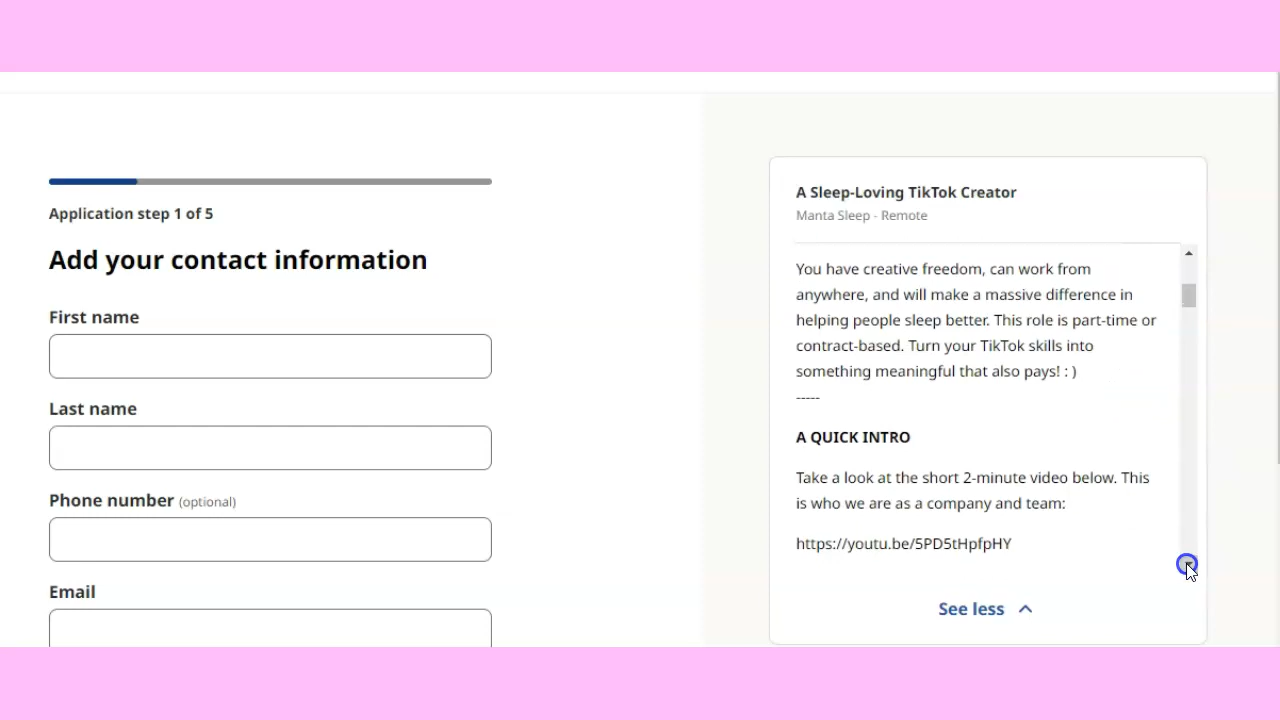 Application step 1 of 5
Add your contact information
First name
Last name
Phone number (optional)
Email
A Sleep-Loving TikTok Creator
Manta Sleep - Remote
You have creative freedom, can work from
anywhere, and will make a massive difference in
helping people sleep better. This role is part-time or
contract-based. Turn your TikTok skills into
something meaningful that also pays! : )
-----
A QUICK INTRO
Take a look at the short 2-minute video below. This
is who we are as a company and team:
https://youtu.be/5PD5tHpfpHY
See less